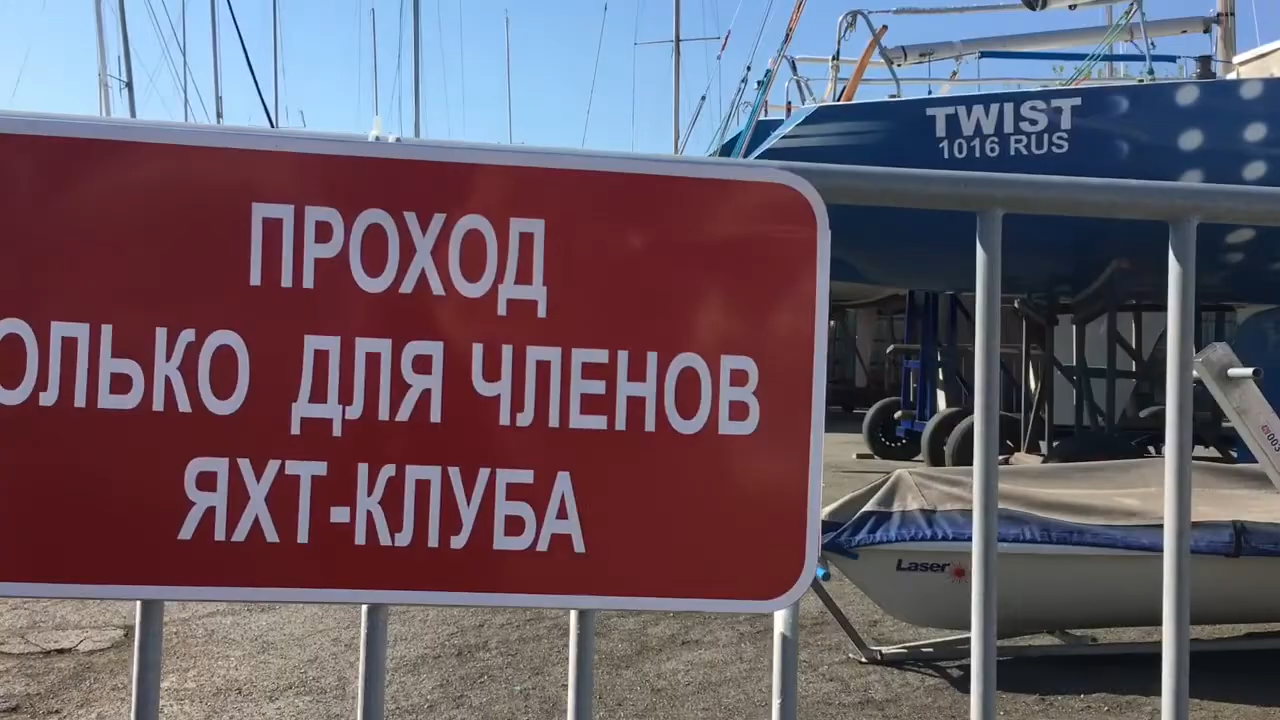 TWIST
1016 RUS
ПРОХОД
ОЛЬКО ДЛЯ ЧЛЕНОВ
ЯХТ-КЛУБА
Laser